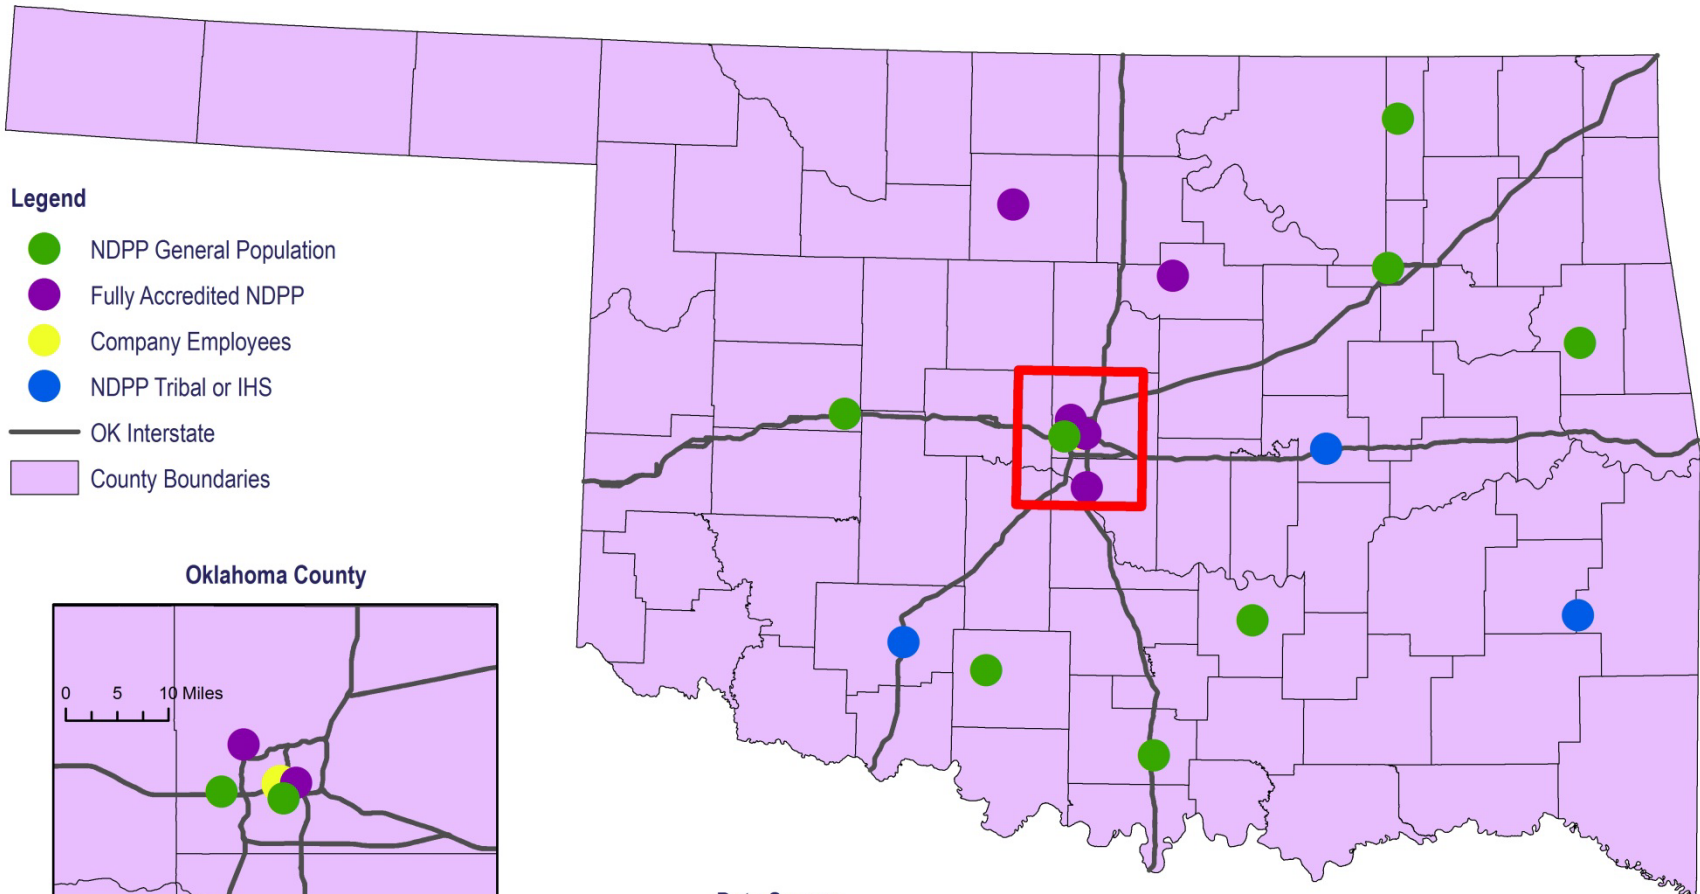 Legend
NDPP General Population
Fully Accredited NDPP
Company Employees
NDPP Tribal or IHS
OK Interstate
County Boundaries
Oklahoma County
0 5 10 Miles